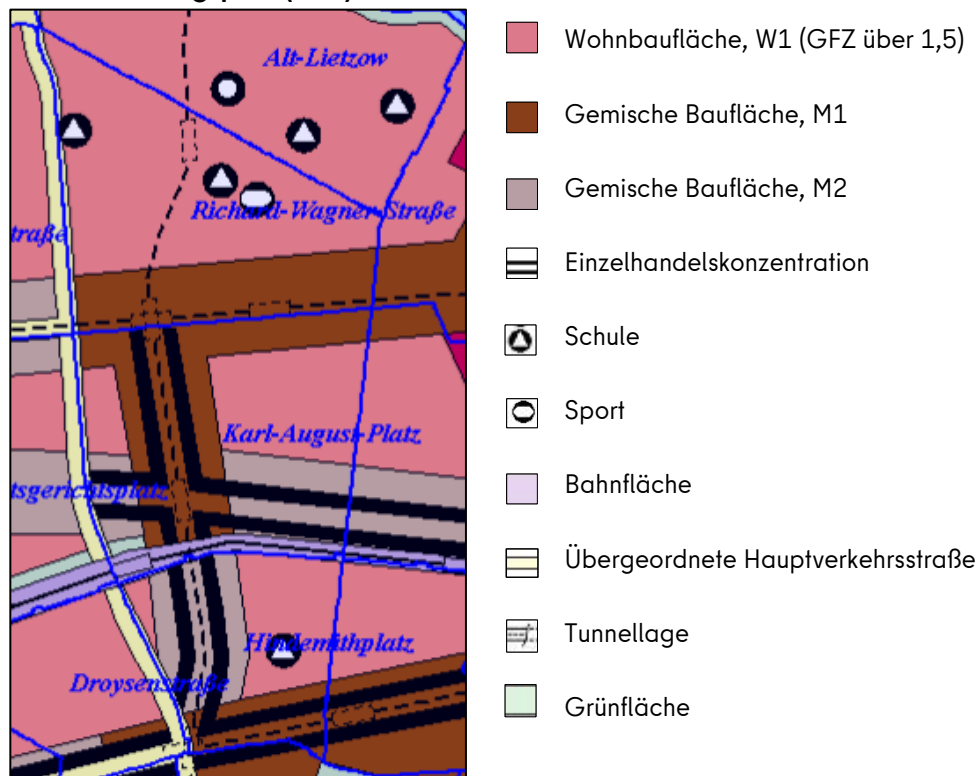 Wohnbaufläche, W1 (GFZ über 1,5)
Gemische Baufläche, M1
Gemische Baufläche, M2
Einzelhandelskonzentration
Schule
Sport
Bahnfläche
Übergeordnete Hauptverkehrsstraße
Tunnellage
Grünfläche
Alt-Lietzow
Richard-Wagner-Straße
traße
Karl-August-Platz
tsgerichtsplatz
Hindemithplatz
Droysenstraße